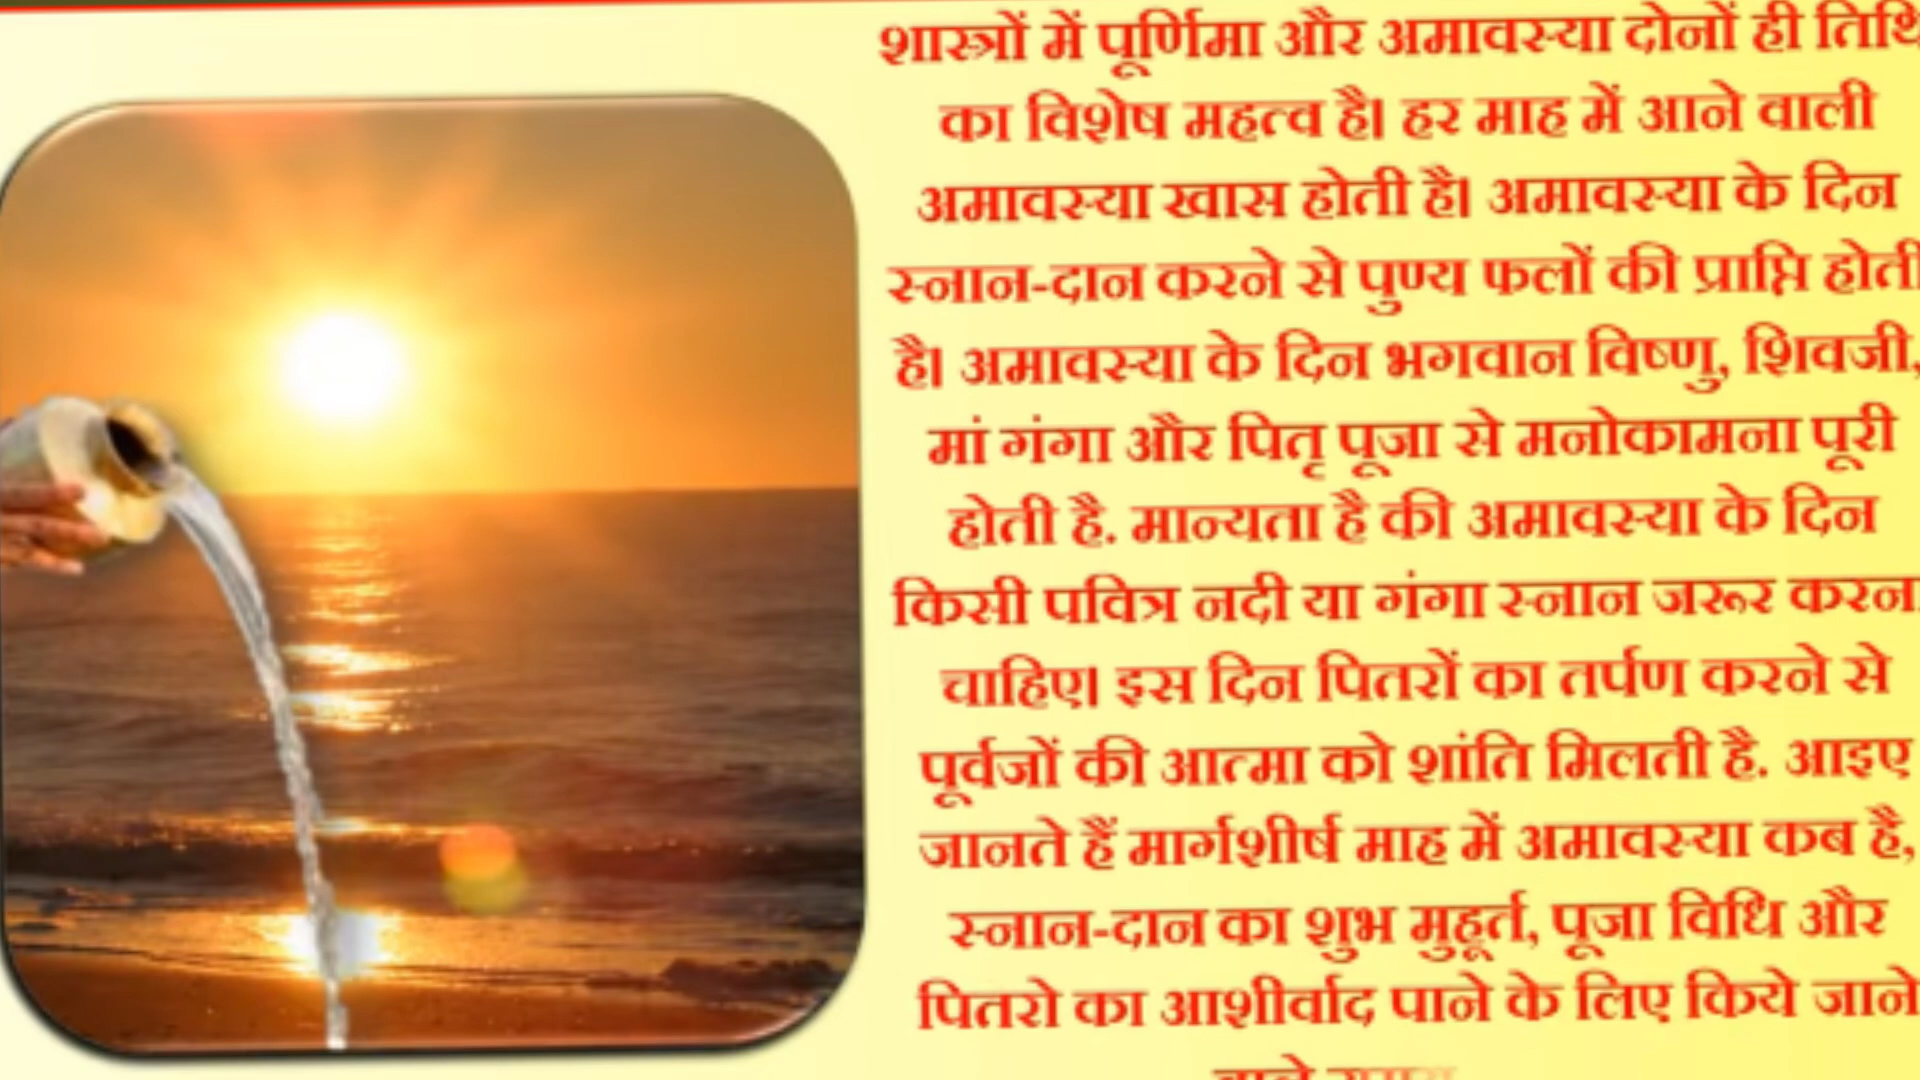 शास्त्रों में पूर्णिमा और अमावस्या दोनों ही तिथि
का विशेष महत्व है। हर माह में आने वाली
अमावस्या खास होती है। अमावस्या के दिन
स्नान-दान करने से पुण्य फलों की प्राप्ति होती
है। अमावस्या के दिन भगवान विष्णु, शिवजी,
मां गंगा और पितृ पूजा से मनोकामना पूरी
होती है. मान्यता है की अमावस्या के दिन
किसी पवित्र नदी या गंगा स्नान जरूर करना
चाहिए। इस दिन पितरों का तर्पण करने से
पूर्वजों की आत्मा को शांति मिलती है. आइए
जानते हैं मार्गशीर्ष माह में अमावस्या कब है,
स्नान-दान का शुभ मुहूर्त, पूजा विधि और
पितरो का आशीर्वाद पाने के लिए किये जाने